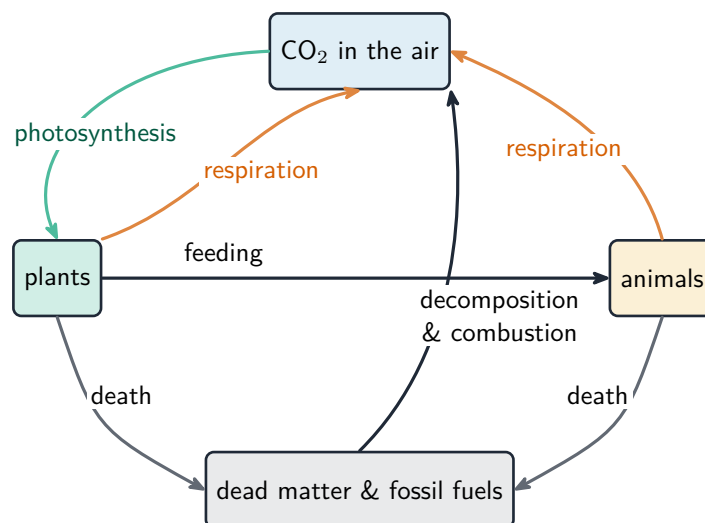 CO₂ in the air
photosynthesis
respiration
respiration
feeding
plants
animals
decomposition
& combustion
death
death
dead matter & fossil fuels